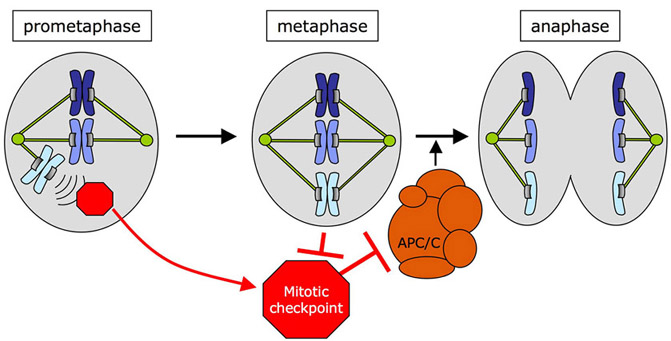 prometaphase
metaphase
anaphase
APC/C
Mitotic
checkpoint